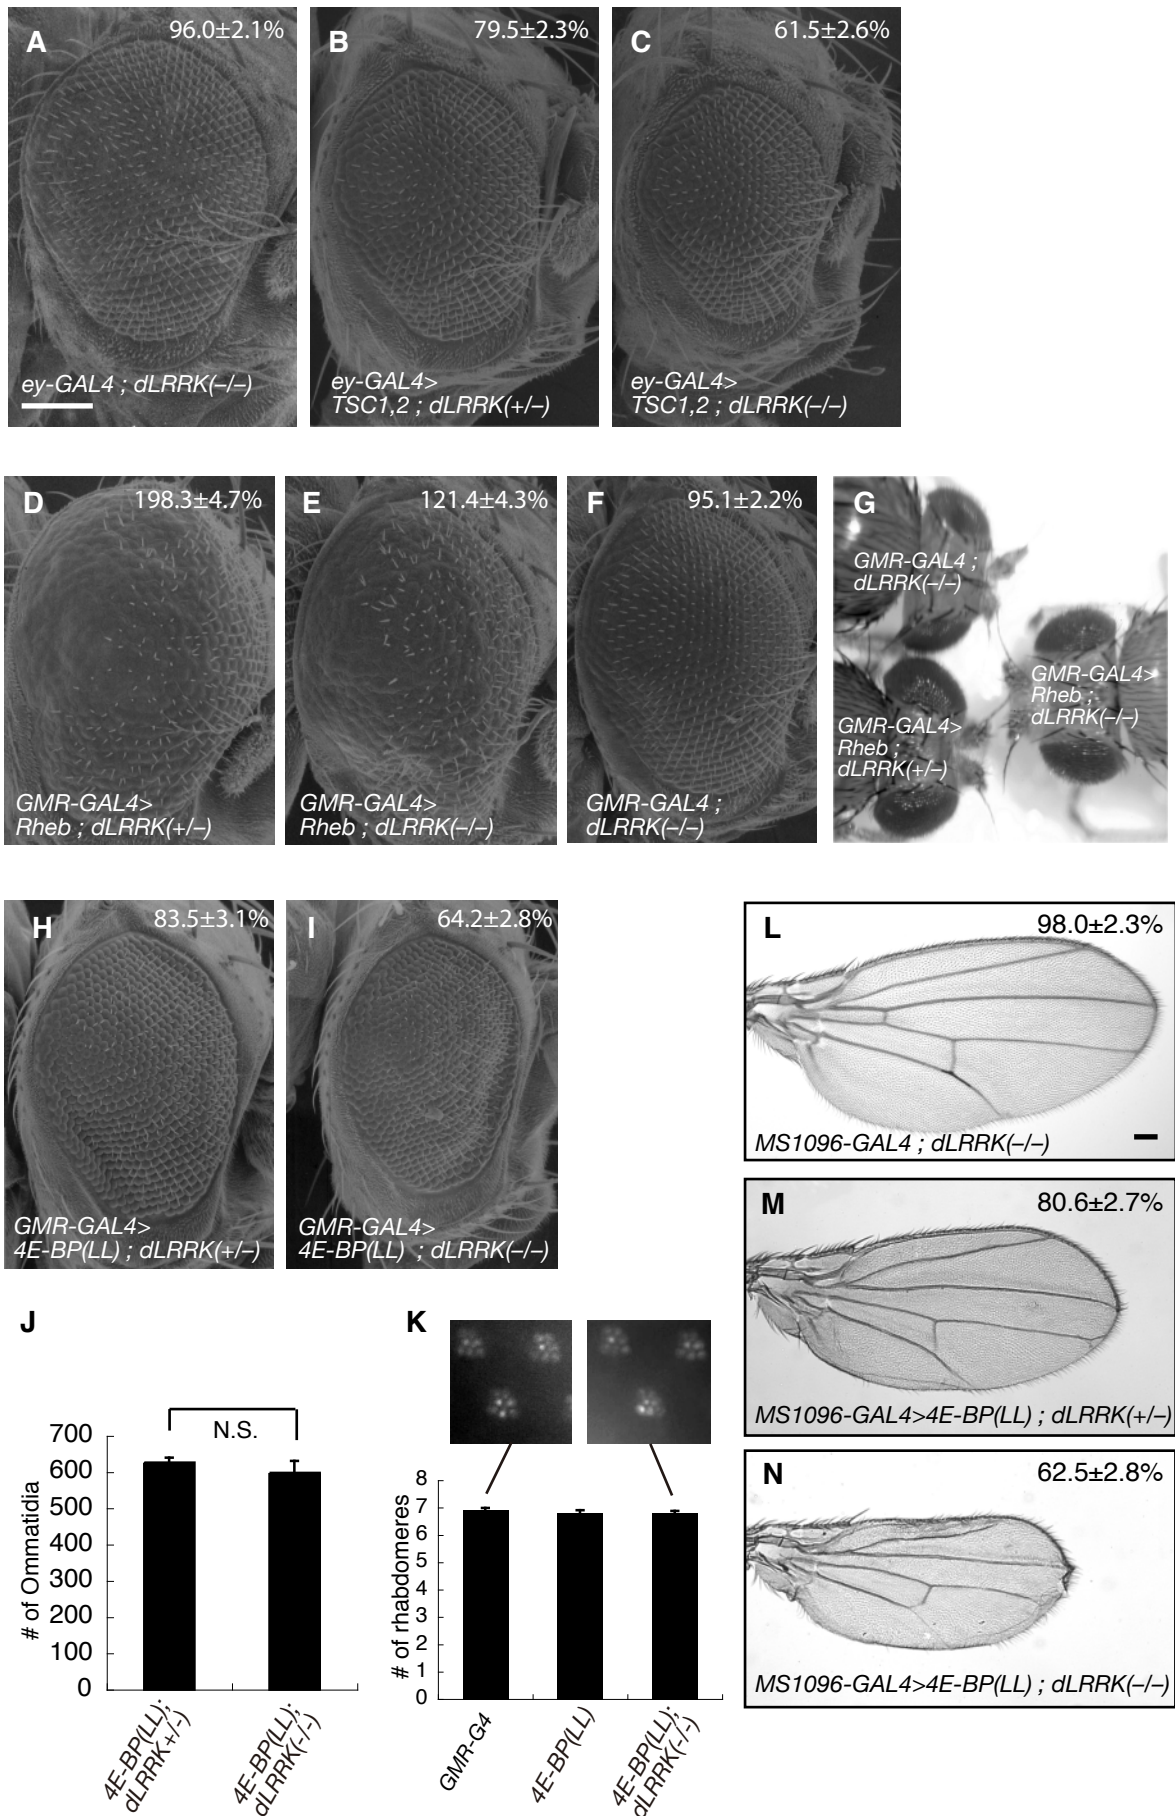 A
96.0±2.1%
ey-GAL4 ; dLRRK(–/–)
B
79.5±2.3%
ey-GAL4>
TSC1,2 ; dLRRK(+/–)
C
61.5±2.6%
ey-GAL4>
TSC1,2 ; dLRRK(–/–)
D
198.3±4.7%
GMR-GAL4>
Rheb ; dLRRK(+/–)
E
121.4±4.3%
GMR-GAL4>
Rheb ; dLRRK(–/–)
F
95.1±2.2%
GMR-GAL4 ;
dLRRK(–/–)
G
GMR-GAL4 ;
dLRRK(–/–)
GMR-GAL4>
Rheb ;
dLRRK(–/–)
GMR-GAL4>
Rheb ;
dLRRK(+/–)
H
83.5±3.1%
GMR-GAL4>
4E-BP(LL) ; dLRRK(+/–)
I
64.2±2.8%
GMR-GAL4>
4E-BP(LL) ; dLRRK(–/–)
J
N.S.
700
600
500
400
300
200
100
0
# of Ommatidia
4E-BP(LL);
dLRRK+/-)
4E-BP(LL);
dLRRK(-/-)
K
8
7
6
5
4
3
2
1
0
# of rhabdomeres
GMR-G4
4E-BP(LL)
4E-BP(LL);
dLRRK(-/-)
L
98.0±2.3%
MS1096-GAL4 ; dLRRK(–/–)
M
80.6±2.7%
MS1096-GAL4>4E-BP(LL) ; dLRRK(+/–)
N
62.5±2.8%
MS1096-GAL4>4E-BP(LL) ; dLRRK(–/–)